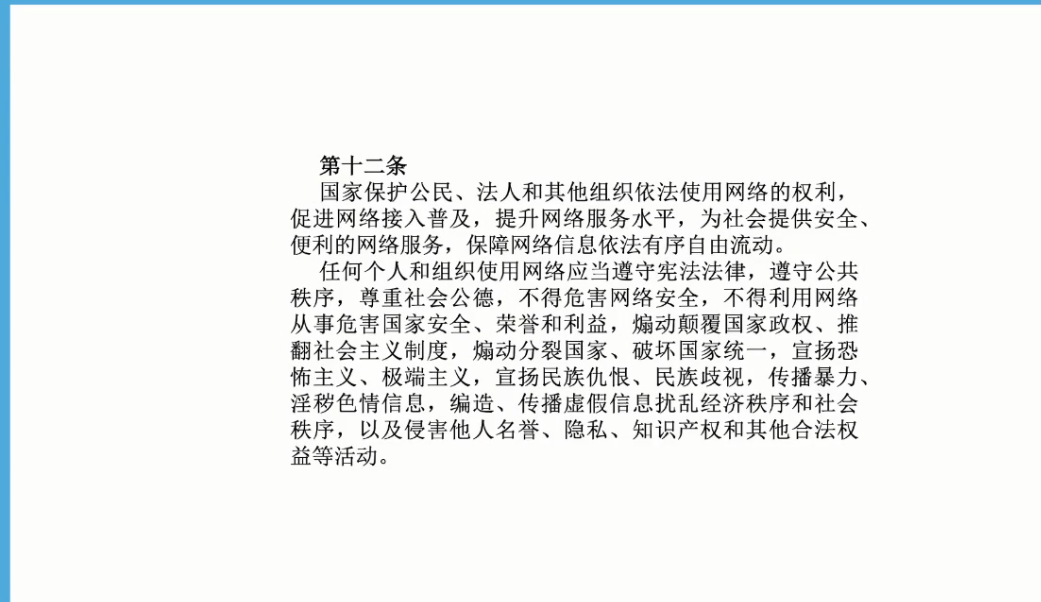 第十二条
国家保护公民、法人和其他组织依法使用网络的权利，
促进网络接入普及，提升网络服务水平，为社会提供安全、
便利的网络服务，保障网络信息依法有序自由流动。
任何个人和组织使用网络应当遵守宪法法律，遵守公共
秩序，尊重社会公德，不得危害网络安全，不得利用网络
从事危害国家安全、荣誉和利益，煽动颠覆国家政权、推
翻社会主义制度，煽动分裂国家、破坏国家统一，宣扬恐
怖主义、极端主义，宣扬民族仇恨、民族歧视，传播暴力、
淫秽色情信息，编造、传播虚假信息扰乱经济秩序和社会
秩序，以及侵害他人名誉、隐私、知识产权和其他合法权
益等活动。